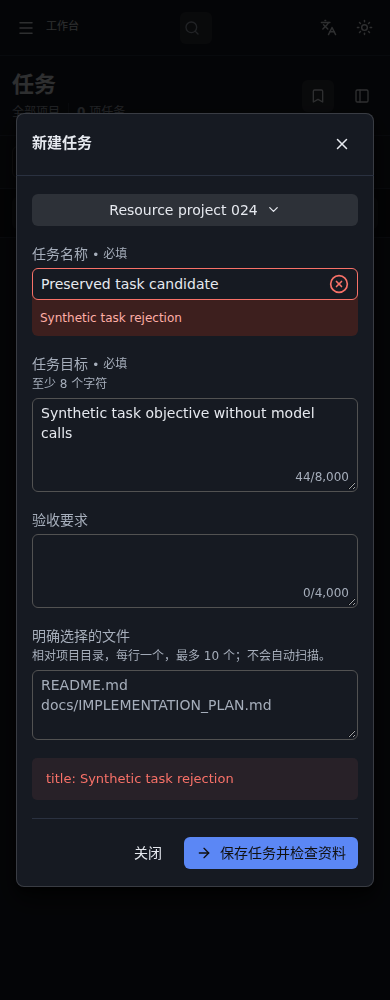 工作台
任务
全部项目 · 0 项任务
新建任务
Resource project 024
任务名称 • 必填
Preserved task candidate
Synthetic task rejection
任务目标 • 必填
至少 8 个字符
Synthetic task objective without model
calls
44/8,000
验收要求
0/4,000
明确选择的文件
相对项目目录，每行一个，最多 10 个；不会自动扫描。
README.md
docs/IMPLEMENTATION_PLAN.md
title: Synthetic task rejection
关闭
保存任务并检查资料